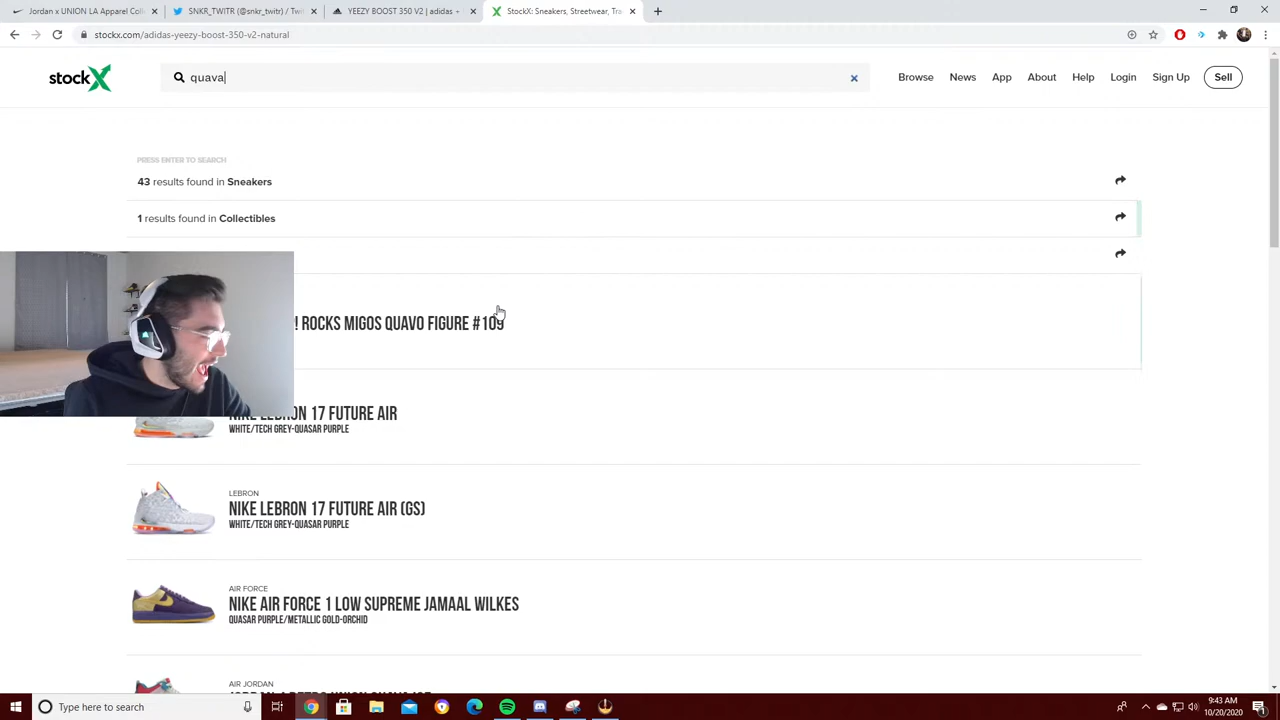 Jordan x UNION LA Apparel Coll
SNKR_TWITR (@snkr_twitr) / Twit
YEEZY BOOST 350 V2 | adidas +
StockX: Sneakers, Streetwear, Tra
stockx.com/adidas-yeezy-boost-350-v2-natural
stockX
quava
Browse
News
App
About
Help
Login
Sign Up
Sell
PRESS ENTER TO SEARCH
43 results found in Sneakers
1 results found in Collectibles
! ROCKS MIGOS QUAVO FIGURE #109
NIKE LEBRON 17 FUTURE AIR
WHITE/TECH GREY-QUASAR PURPLE
LEBRON
NIKE LEBRON 17 FUTURE AIR (GS)
WHITE/TECH GREY-QUASAR PURPLE
AIR FORCE
NIKE AIR FORCE 1 LOW SUPREME JAMAAL WILKES
QUASAR PURPLE/METALLIC GOLD-ORCHID
AIR JORDAN
Type here to search
9:43 AM
10/20/2020